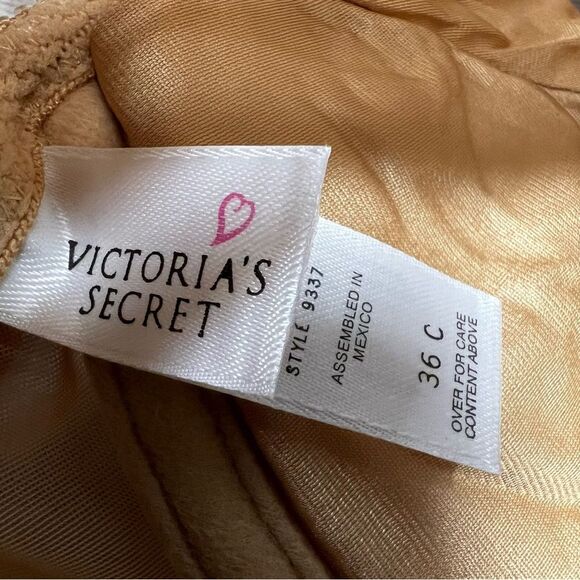 VICTORIA'S
SECRET
STYLE 9337
ASSEMBLED IN
MEXICO
36 C
OVER FOR CARE
CONTENT ABOVE